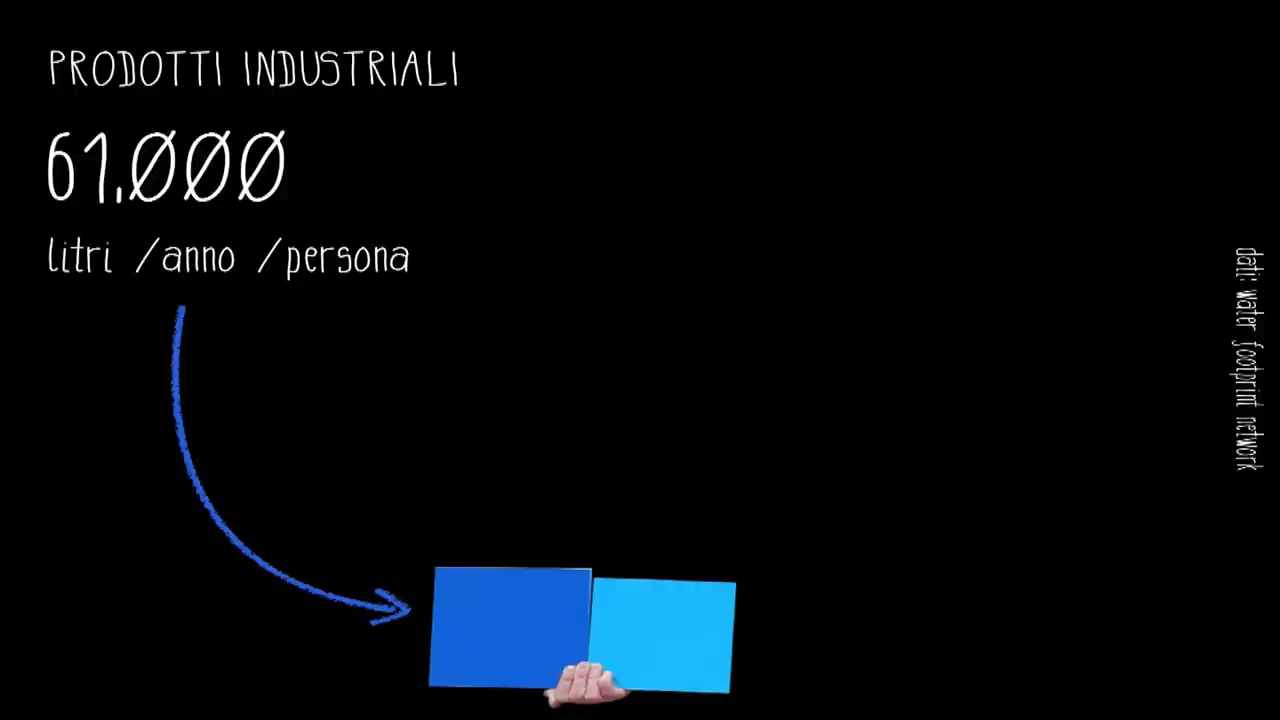 PRODOTTI INDUSTRIALI
61.000
litri /anno /persona
dati: water footprint network